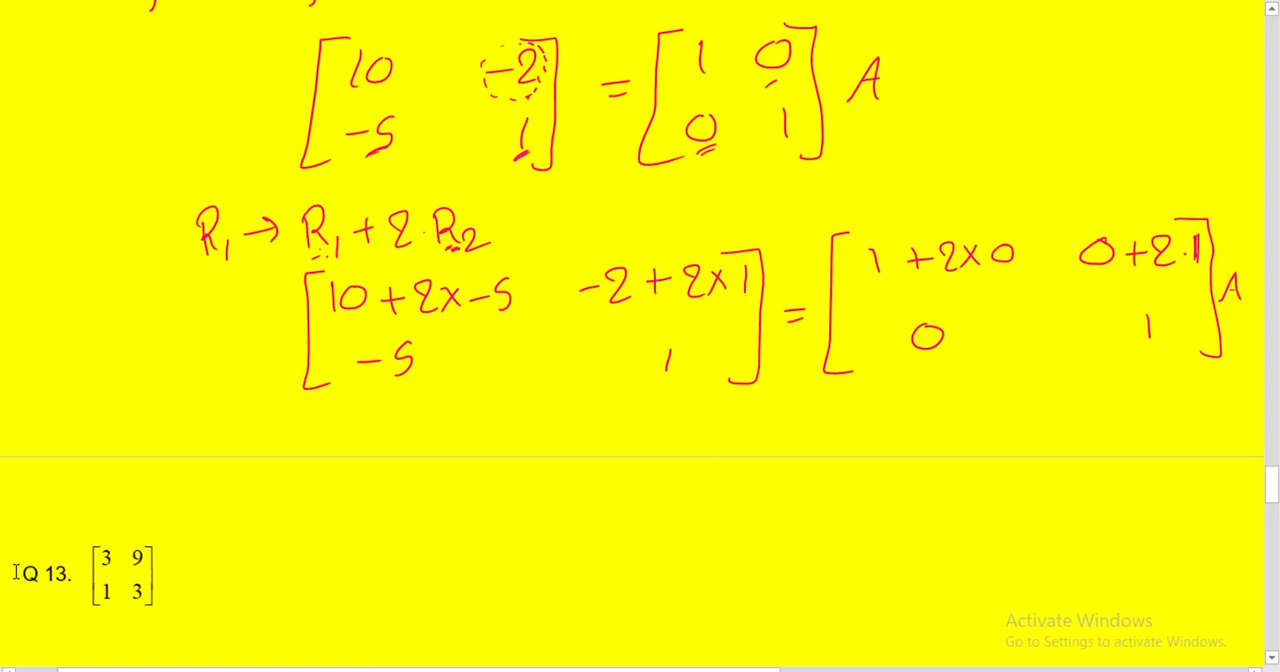 [10 -2] = [1 0] A
[-5 1] [0 1]
R₁ → R₁ + 2·R₂
[10+2×-5 -2+2×1] = [1+2×0 0+2·1] A
[-5 1] [0 1]
Q 13. [3 9]
[1 3]
Activate Windows
Go to Settings to activate Windows.